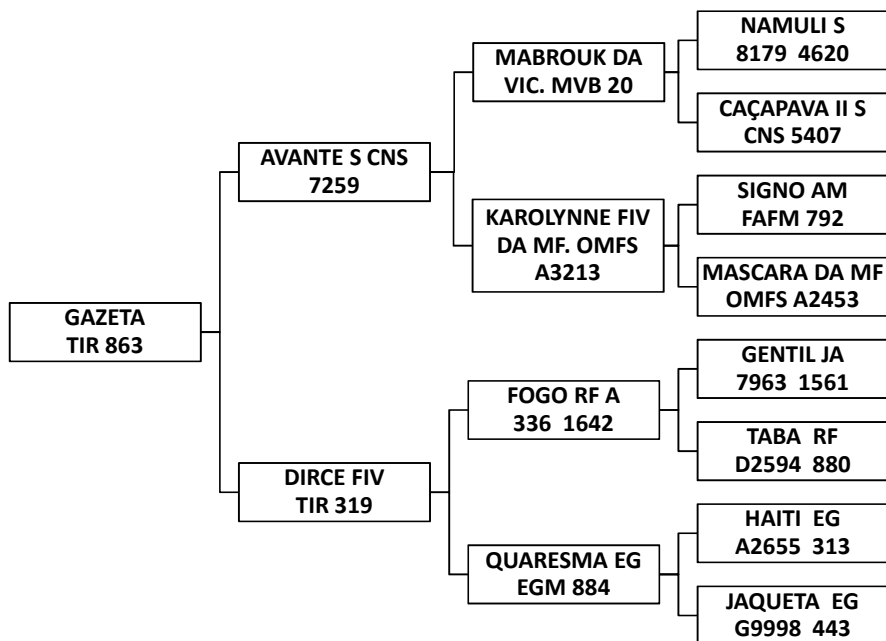 NAMULI S
8179 4620
MABROUK DA
VIC. MVB 20
CAÇAPAVA II S
CNS 5407
AVANTE S CNS
7259
SIGNO AM
FAFM 792
KAROLYNNE FIV
DA MF. OMFS
A3213
MASCARA DA MF
OMFS A2453
GAZETA
TIR 863
GENTIL JA
7963 1561
FOGO RF A
336 1642
TABA RF
D2594 880
DIRCE FIV
TIR 319
HAITI EG
A2655 313
QUARESMA EG
EGM 884
JAQUETA EG
G9998 443